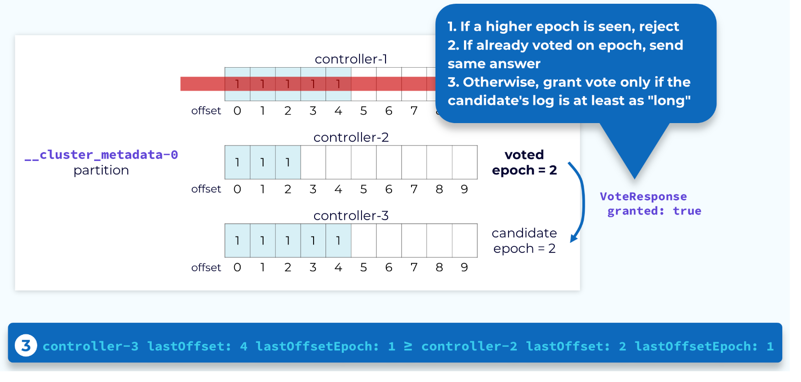 1. If a higher epoch is seen, reject
2. If already voted on epoch, send
same answer
3. Otherwise, grant vote only if the
candidate's log is at least as "long"
controller-1
1 1 1 1 1
offset 0 1 2 3 4 5 6 7
controller-2
__cluster_metadata-0
partition
1 1 1
voted
epoch = 2
offset 0 1 2 3 4 5 6 7 8 9
VoteResponse
granted: true
controller-3
1 1 1 1 1
candidate
epoch = 2
offset 0 1 2 3 4 5 6 7 8 9
3 controller-3 lastOffset: 4 lastOffsetEpoch: 1 ≥ controller-2 lastOffset: 2 lastOffsetEpoch: 1